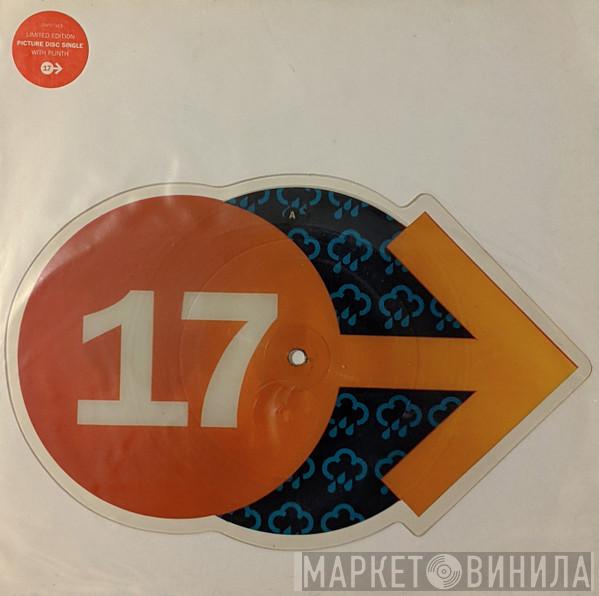 LIMITED EDITION
PICTURE DISC SINGLE
WITH PLINTH
17
A
17
МАРКЕТ ВИНИЛА